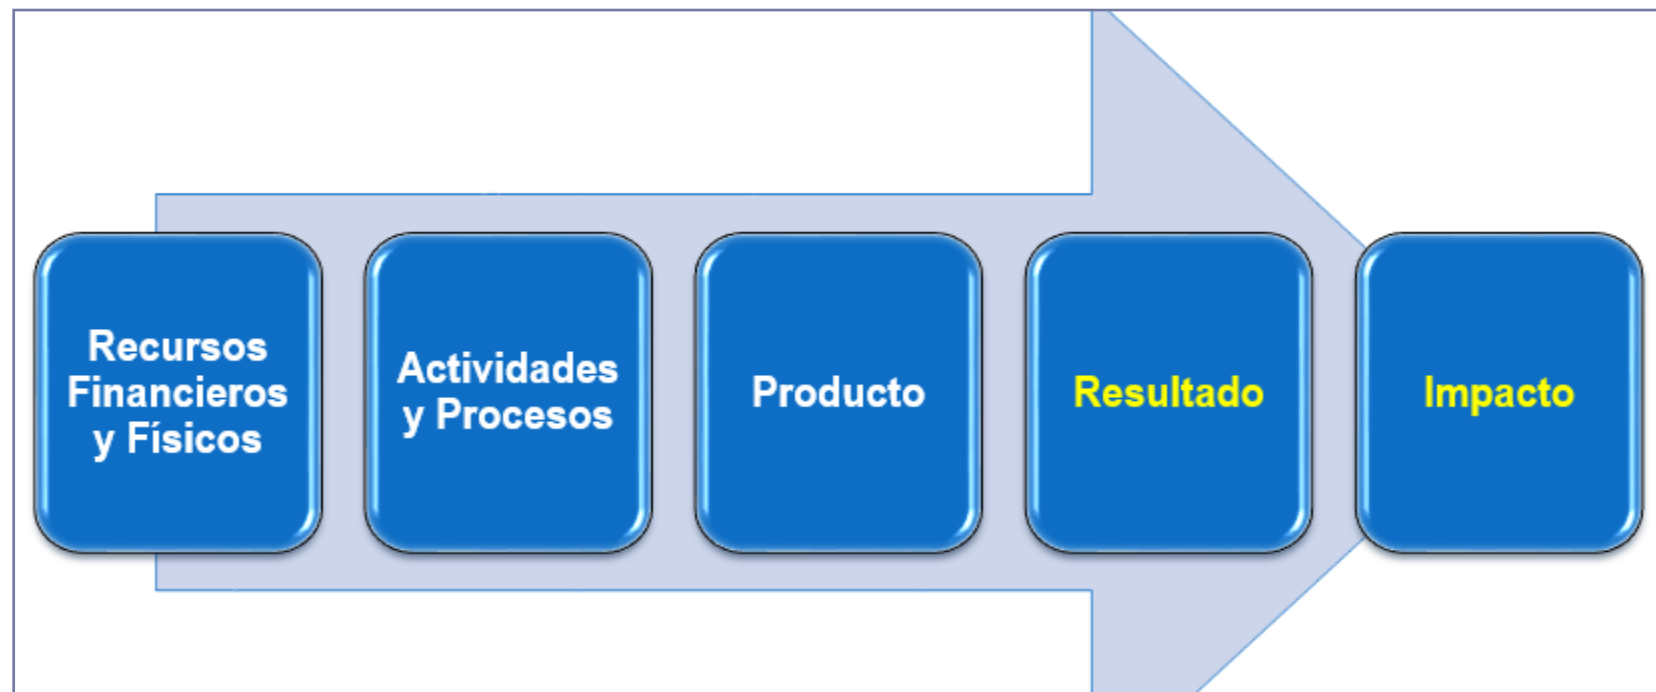 Recursos
Financieros
y Físicos
Actividades
y Procesos
Producto
Resultado
Impacto